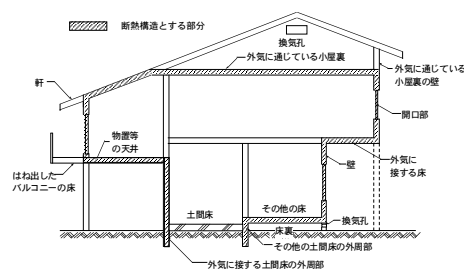 断熱構造とする部分
換気孔
外気に通じている小屋裏
外気に通じている
小屋裏の壁
軒
開口部
物置等
の天井
外気に
接する床
はね出した
バルコニーの床
壁
土間床
その他の床
換気孔
床裏
その他の土間床の外周部
外気に接する土間床の外周部